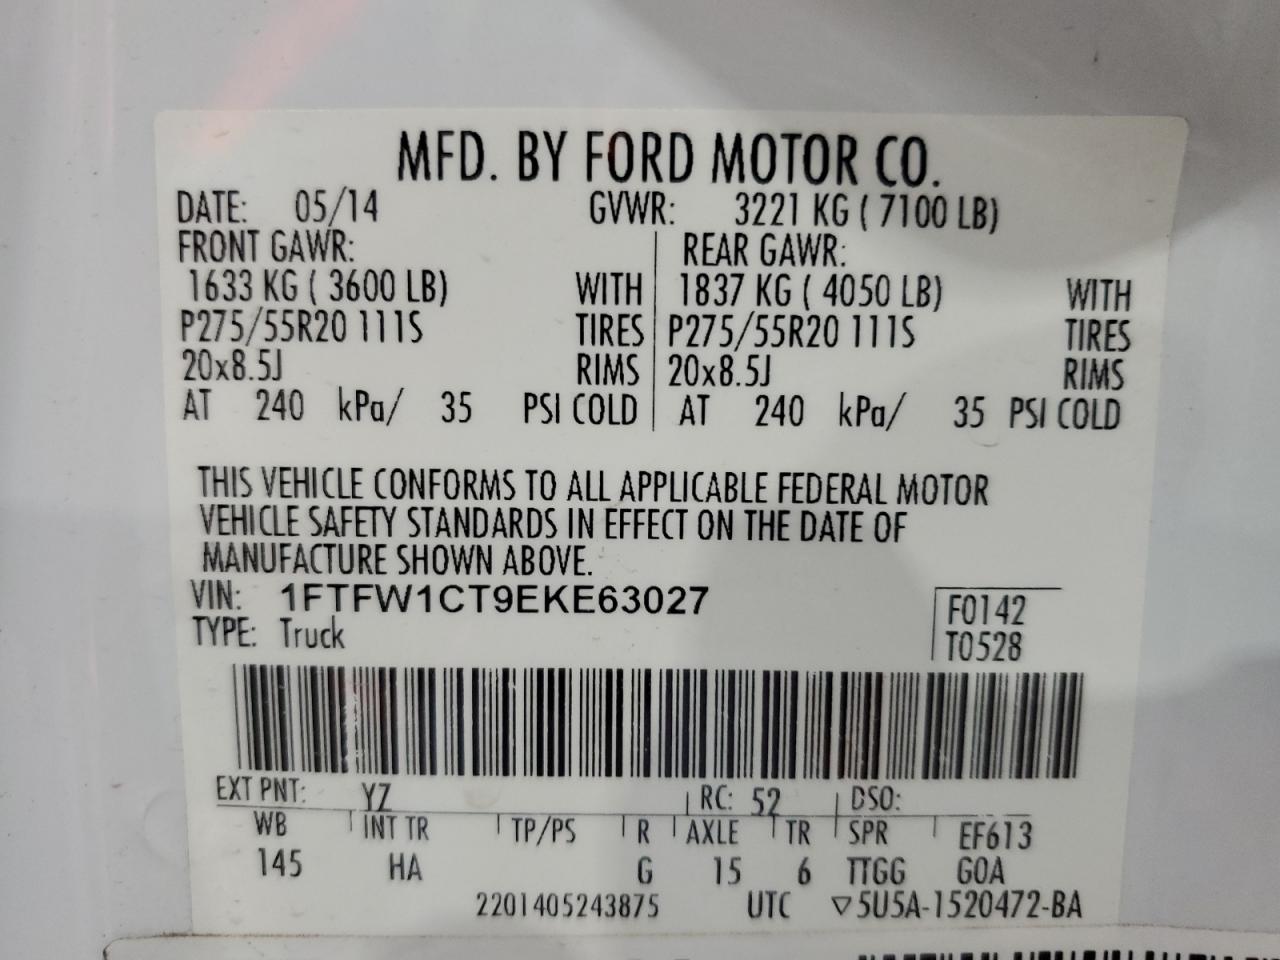 MFD. BY FORD MOTOR CO.
DATE: 05/14 GVWR: 3221 KG ( 7100 LB)
FRONT GAWR: REAR GAWR:
1633 KG ( 3600 LB) WITH 1837 KG ( 4050 LB) WITH
P275/55R20 111S TIRES P275/55R20 111S TIRES
20x8.5J RIMS 20x8.5J RIMS
AT 240 kPa/ 35 PSI COLD AT 240 kPa/ 35 PSI COLD
THIS VEHICLE CONFORMS TO ALL APPLICABLE FEDERAL MOTOR
VEHICLE SAFETY STANDARDS IN EFFECT ON THE DATE OF
MANUFACTURE SHOWN ABOVE.
VIN: 1FTFW1CT9EKE63027 F0142
TYPE: Truck T0528
EXT PNT: YZ RC: 52 DSO:
WB INT TR TP/PS R AXLE TR SPR EF613
145 HA G 15 6 TTGG GOA
2201405243875 UTC ▽5U5A-1520472-BA